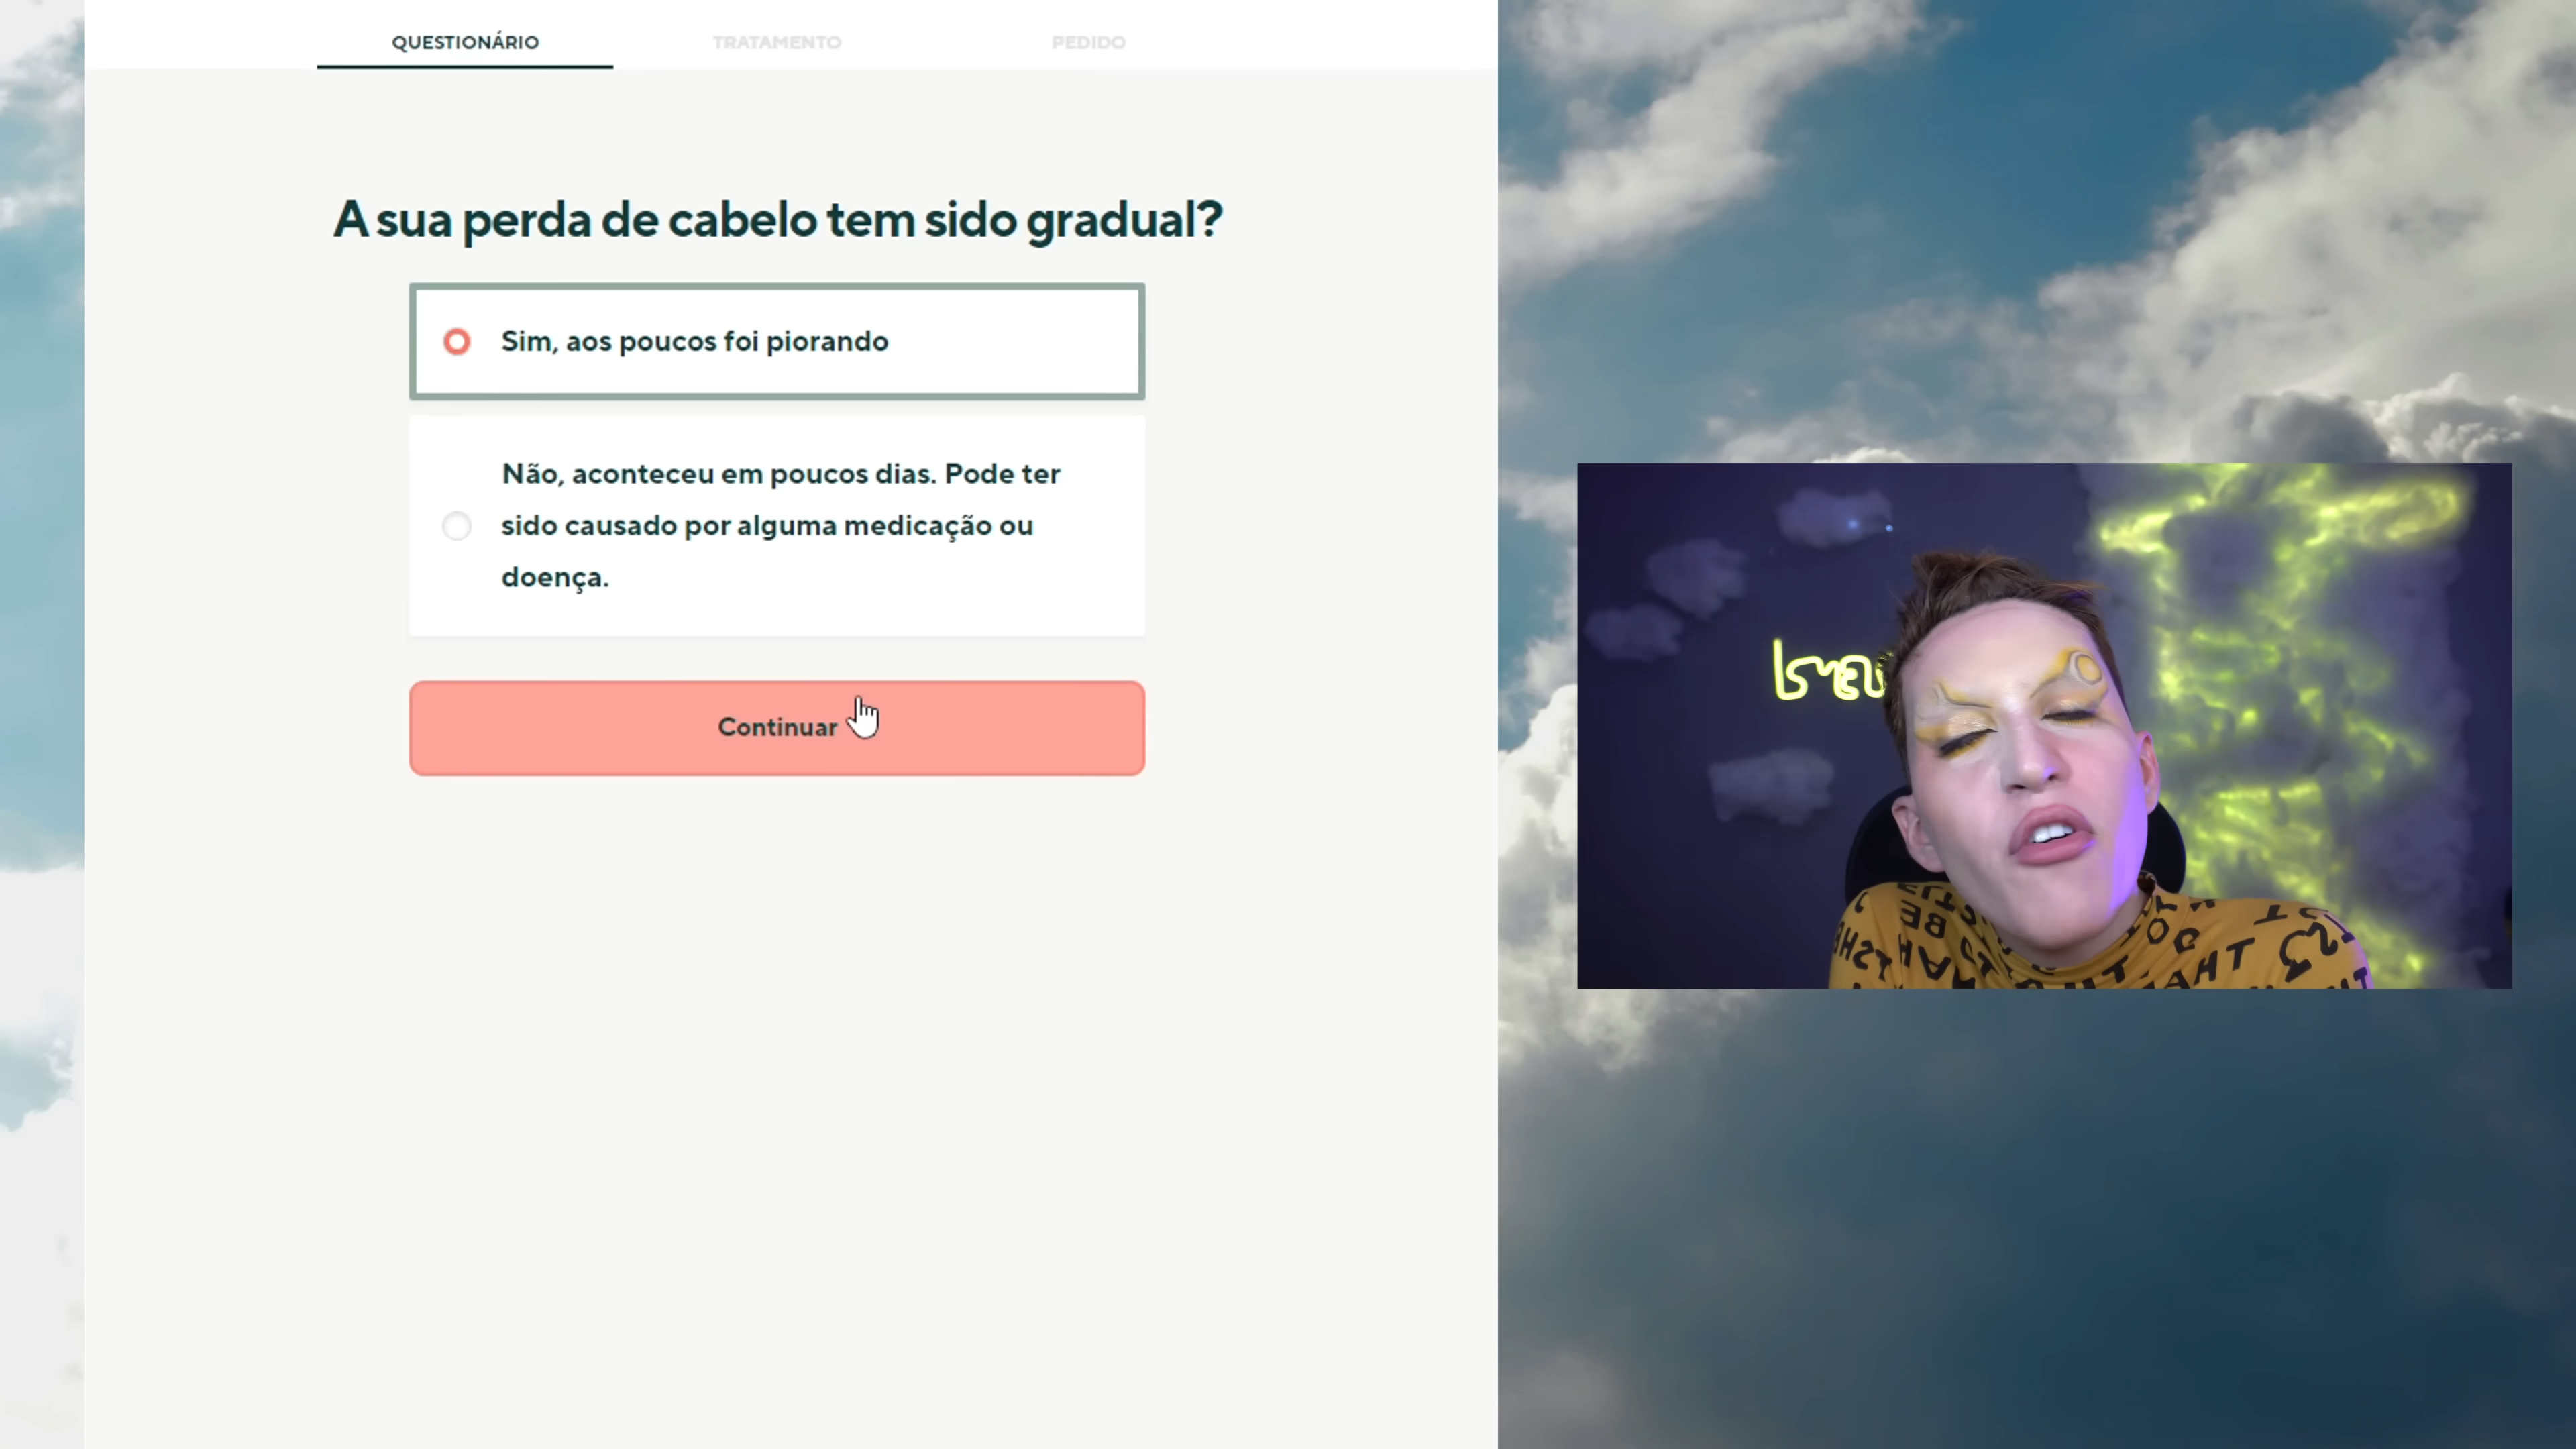 QUESTIONÁRIO
TRATAMENTO
PEDIDO
A sua perda de cabelo tem sido gradual?
Sim, aos poucos foi piorando
Não, aconteceu em poucos dias. Pode ter
sido causado por alguma medicação ou
doença.
Continuar